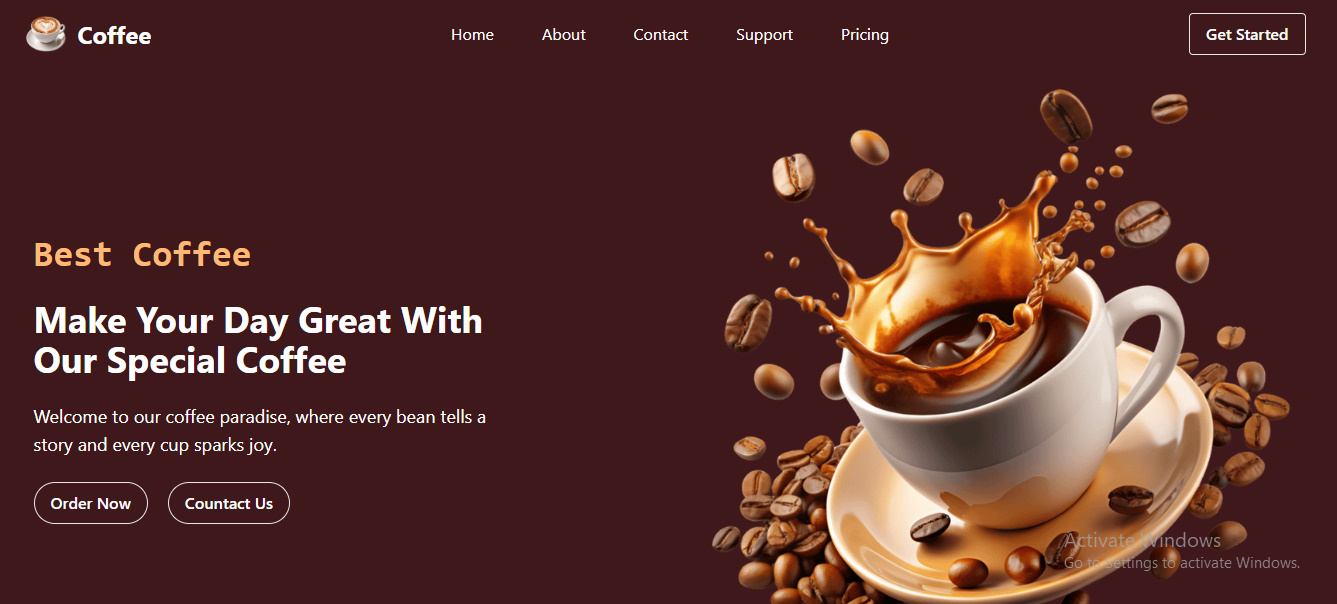 Coffee
Home
About
Contact
Support
Pricing
Get Started
Best Coffee
Make Your Day Great With
Our Special Coffee
Welcome to our coffee paradise, where every bean tells a
story and every cup sparks joy.
Order Now
Countact Us
Activate Windows
Go to Settings to activate Windows.